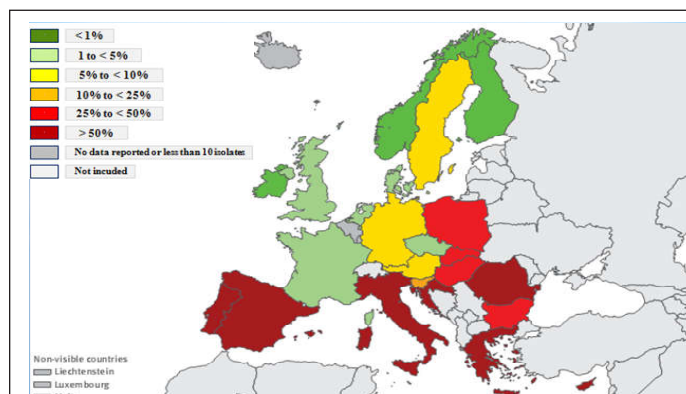 < 1%
1 to < 5%
5% to < 10%
10% to < 25%
25% to < 50%
> 50%
No data reported or less than 10 isolates
Not incuded
Non-visible countries
Liechtenstein
Luxembourg